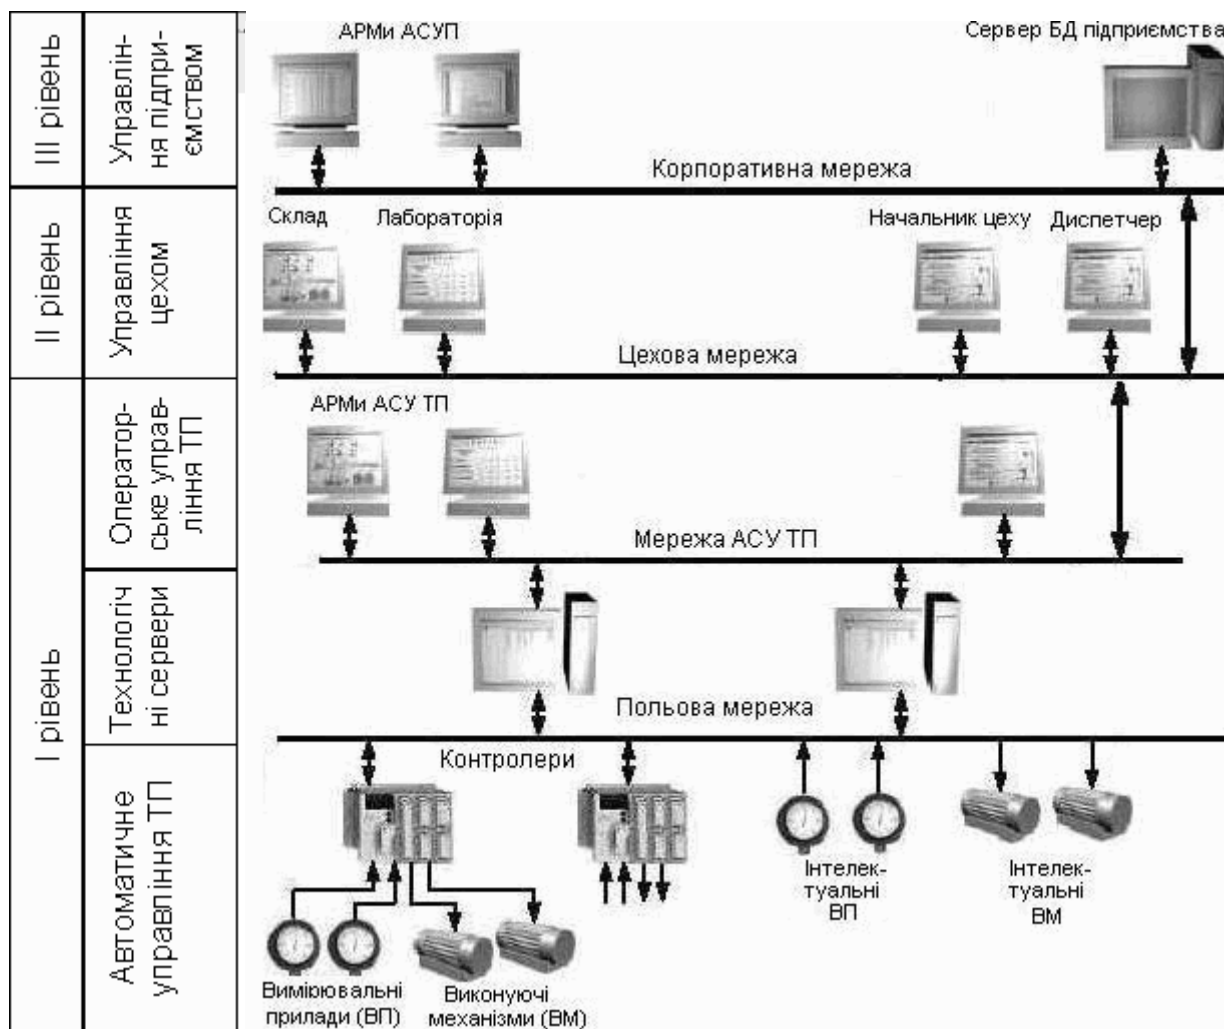 III рівень
Управлін-
ня підпри-
ємством
II рівень
Управління
цехом
I рівень
Оператор-
ське управ-
ління ТП
Технологіч
ні сервери
Автоматичне
управління ТП
АРМи АСУП
Сервер БД підприємства
Корпоративна мережа
Склад
Лабораторія
Начальник цеху
Диспетчер
Цехова мережа
АРМи АСУ ТП
Мережа АСУ ТП
Польова мережа
Контролери
Інтелек-
туальні
ВП
Інтелек-
туальні
ВМ
Вимірювальні
прилади (ВП)
Виконуючі
механізми (ВМ)